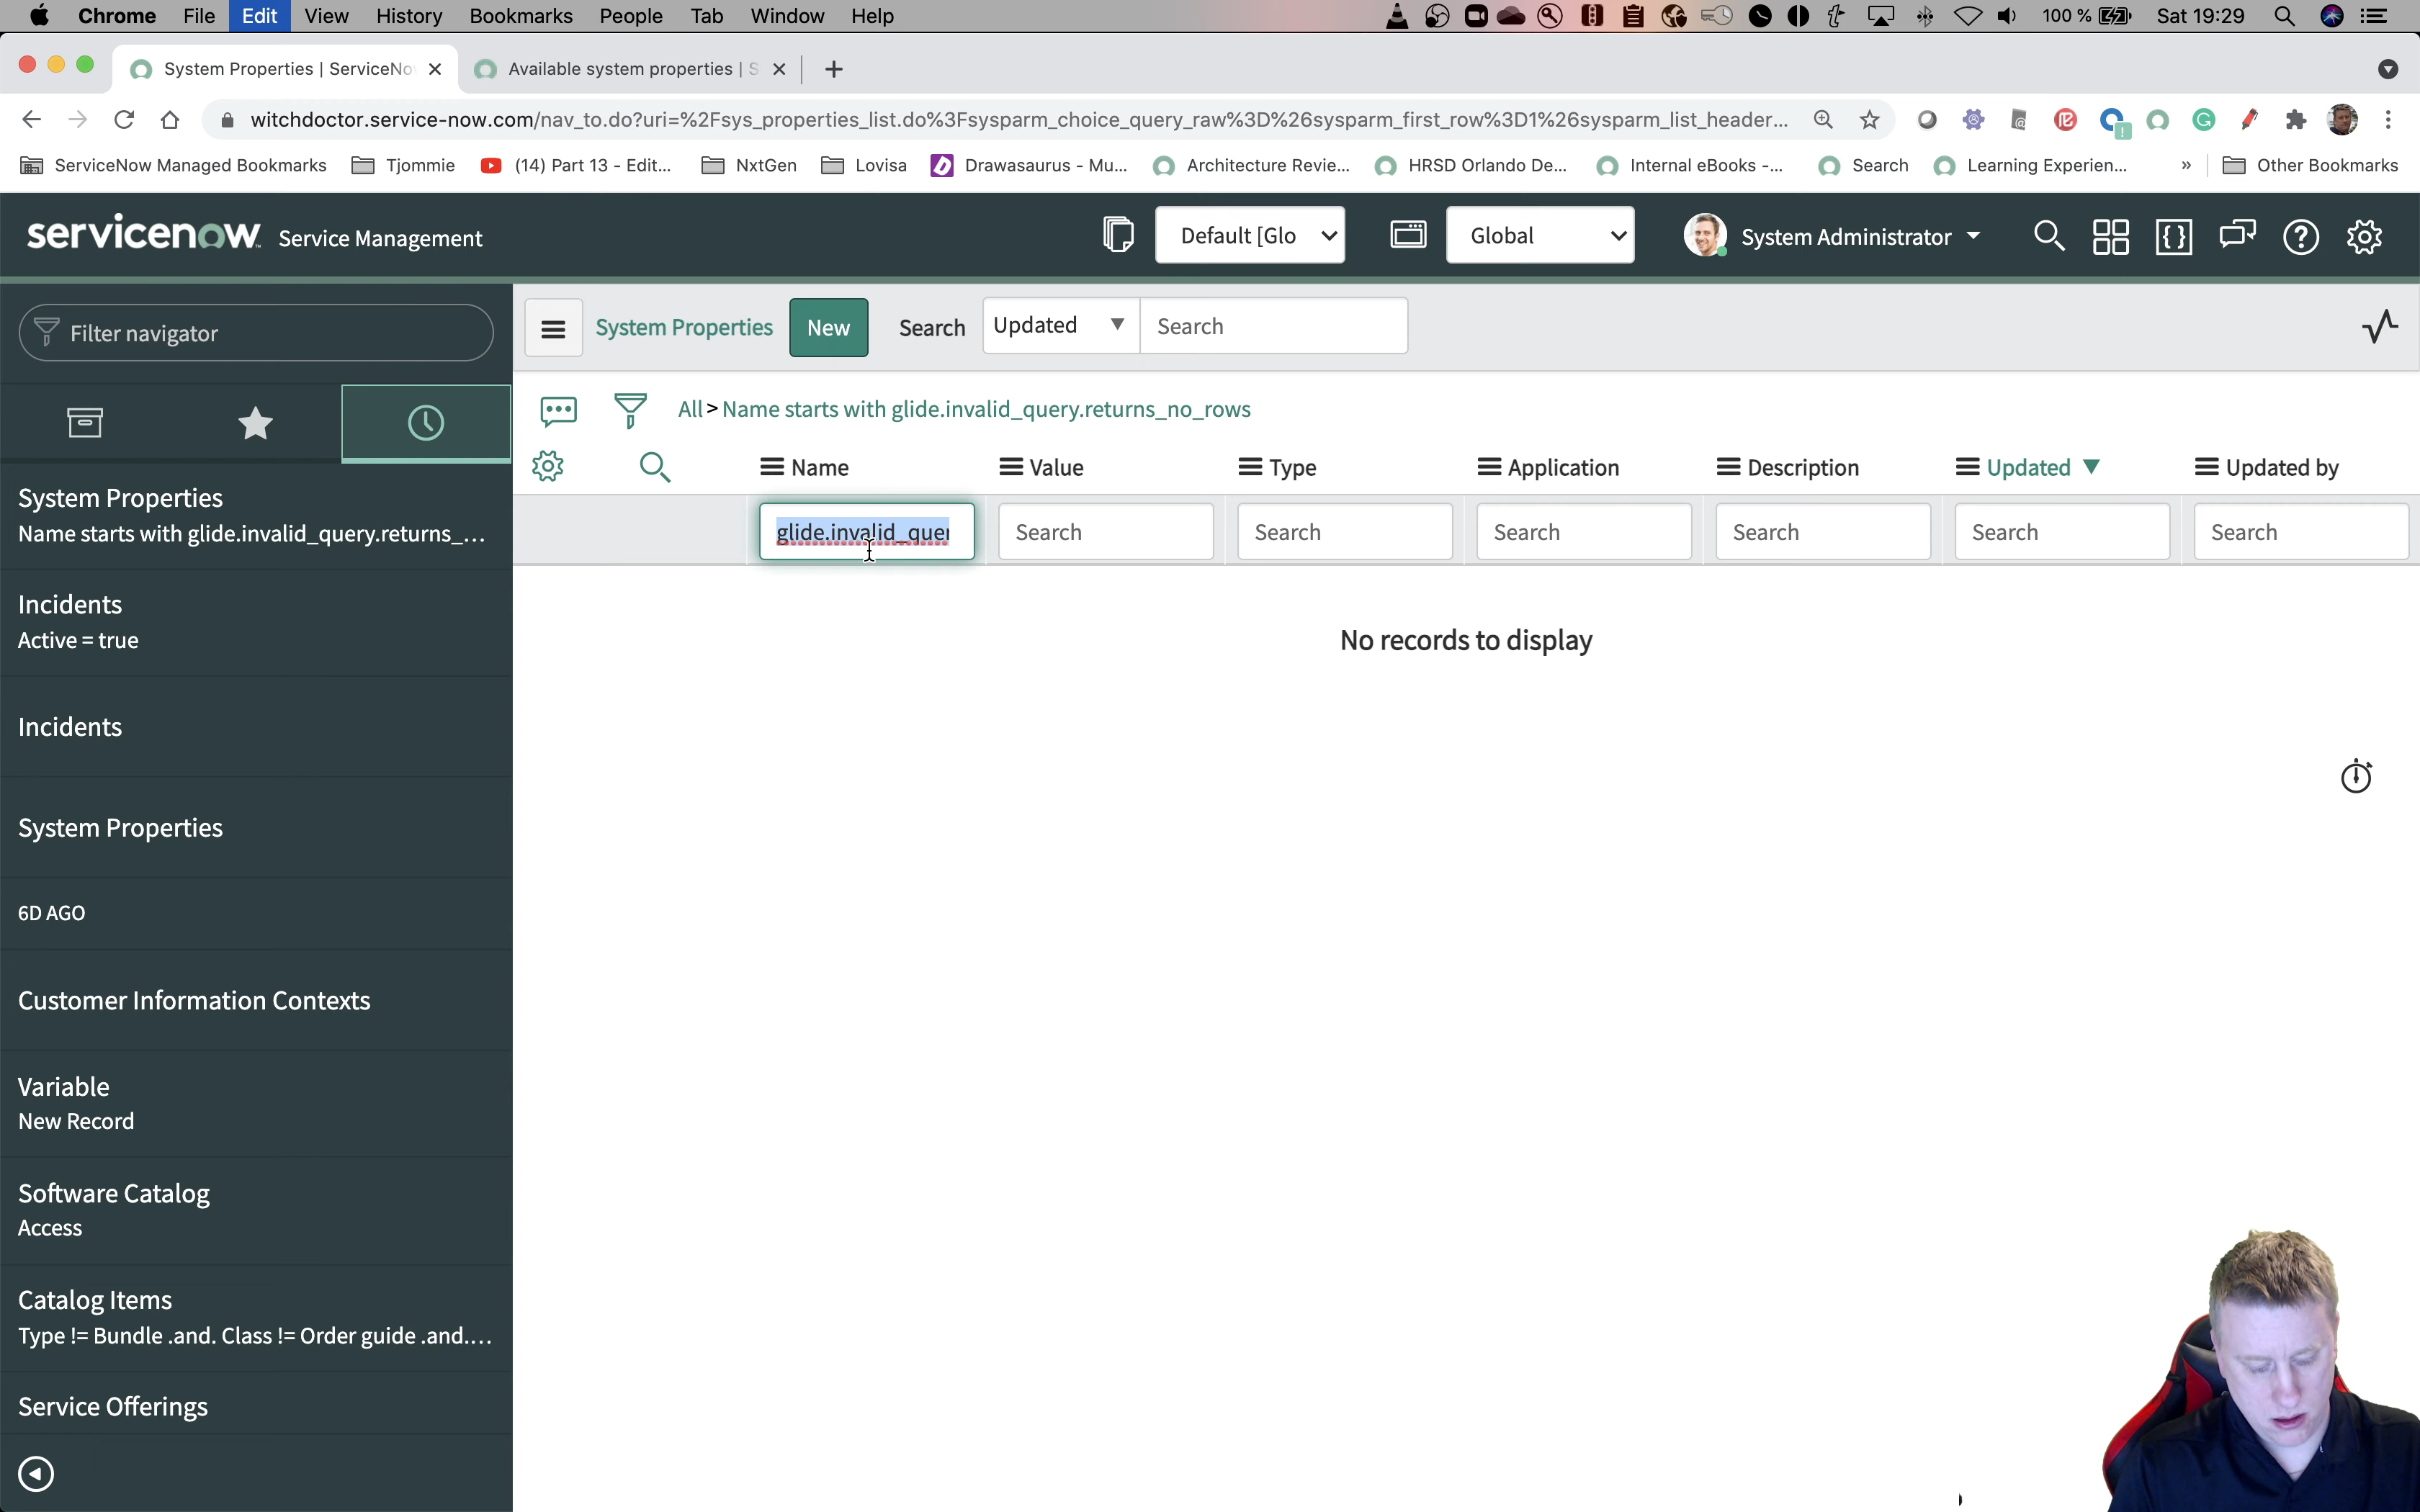 Chrome File Edit View History Bookmarks People Tab Window Help 100 % Sat 19:29
System Properties | ServiceNo Available system properties | S
witchdoctor.service-now.com/nav_to.do?uri=%2Fsys_properties_list.do%3Fsysparm_choice_query_raw%3D%26sysparm_first_row%3D1%26sysparm_list_header...
ServiceNow Managed Bookmarks Tjommie (14) Part 13 - Edit... NxtGen Lovisa Drawasaurus - Mu... Architecture Revie... HRSD Orlando De... Internal eBooks -... Search Learning Experien... » Other Bookmarks
servicenow Service Management Default [Glo Global System Administrator
Filter navigator
System Properties New Search Updated Search
All > Name starts with glide.invalid_query.returns_no_rows
Name Value Type Application Description Updated Updated by
glide.invalid_quer Search Search Search Search Search Search
No records to display
System Properties
Name starts with glide.invalid_query.returns_...
Incidents
Active = true
Incidents
System Properties
6D AGO
Customer Information Contexts
Variable
New Record
Software Catalog
Access
Catalog Items
Type != Bundle .and. Class != Order guide .and....
Service Offerings